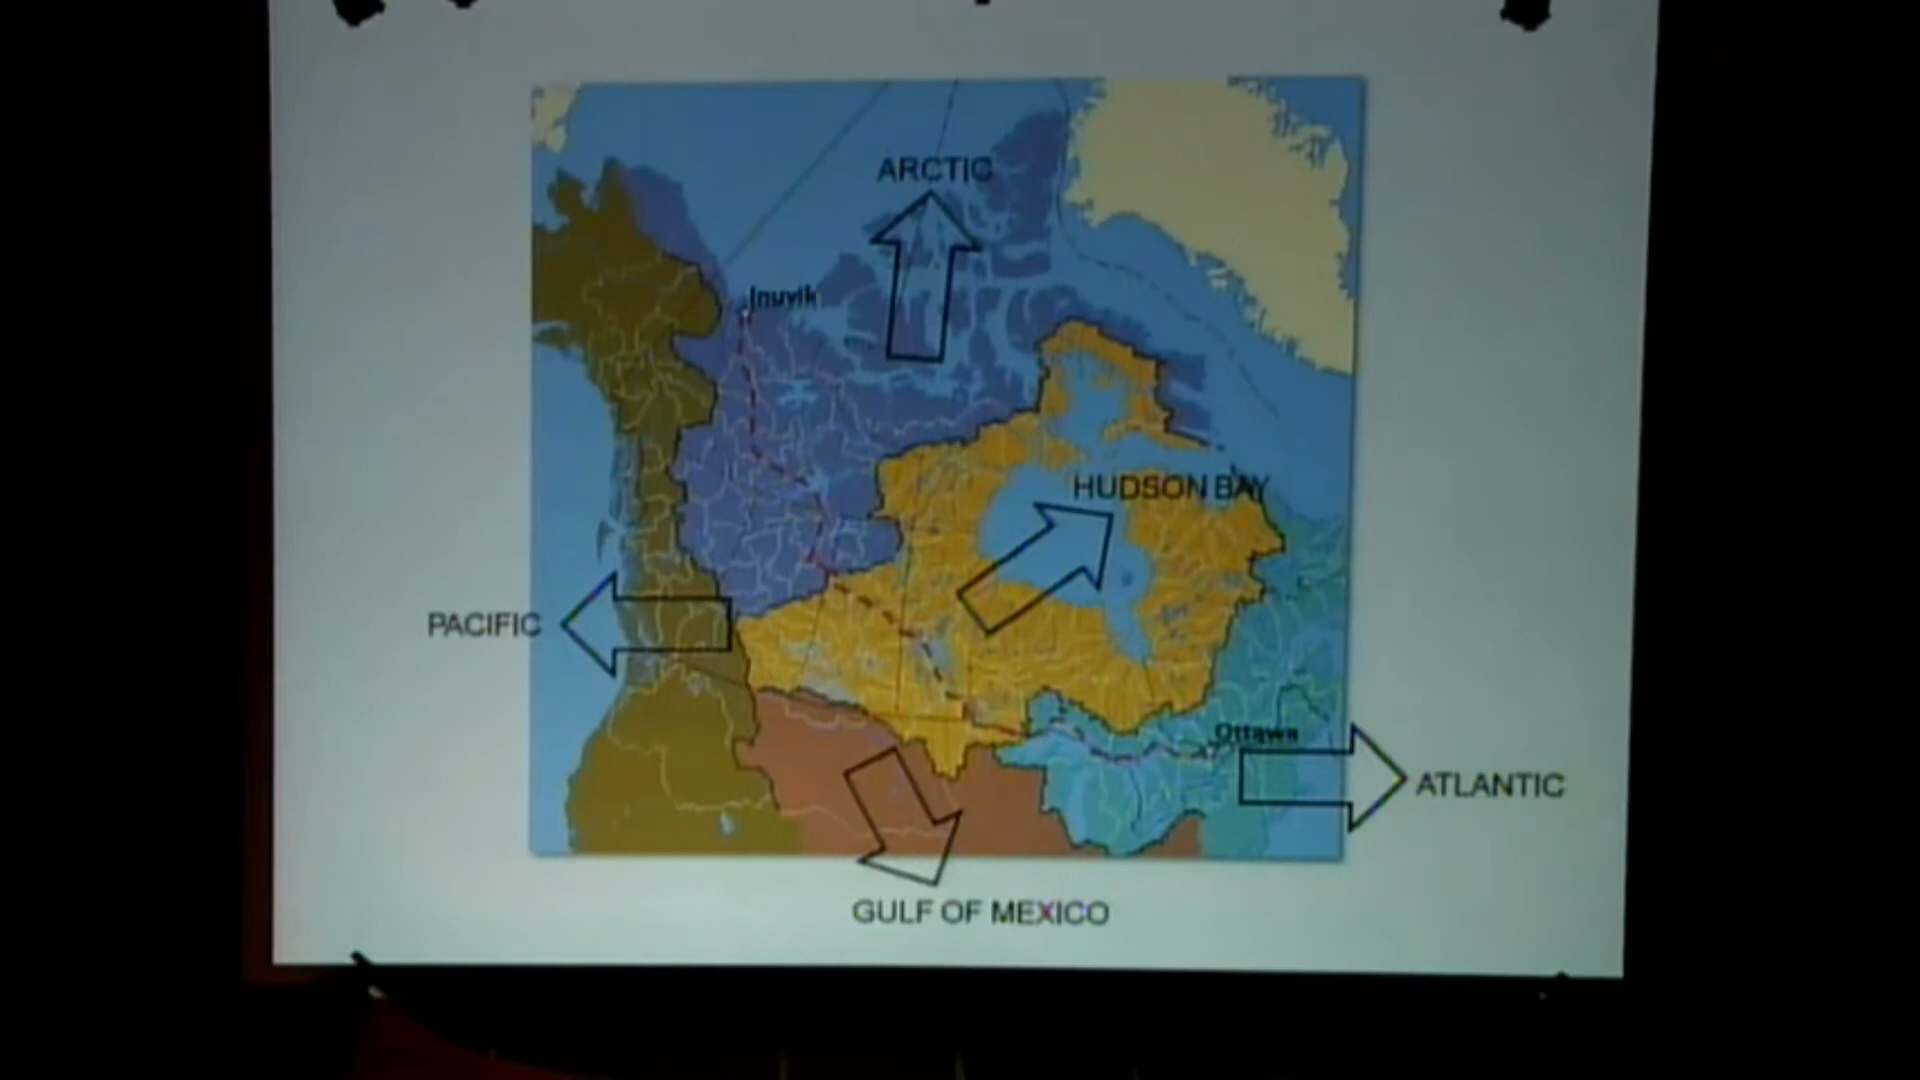 ARCTIC
Inuvik
HUDSON BAY
PACIFIC
Ottawa
ATLANTIC
GULF OF MEXICO